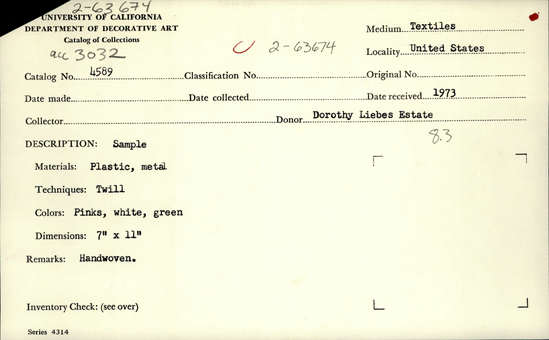 2-63674
UNIVERSITY OF CALIFORNIA
DEPARTMENT OF DECORATIVE ART
Catalog of Collections
acc 3032
2-63674
Medium Textiles
Locality United States
Catalog No. 4589 Classification No. Original No.
Date made Date collected Date received 1973
Collector Donor Dorothy Liebes Estate
8.3
DESCRIPTION: Sample
Materials: Plastic, metal
Techniques: Twill
Colors: Pinks, white, green
Dimensions: 7" x 11"
Remarks: Handwoven.
Inventory Check: (see over)
Series 4314